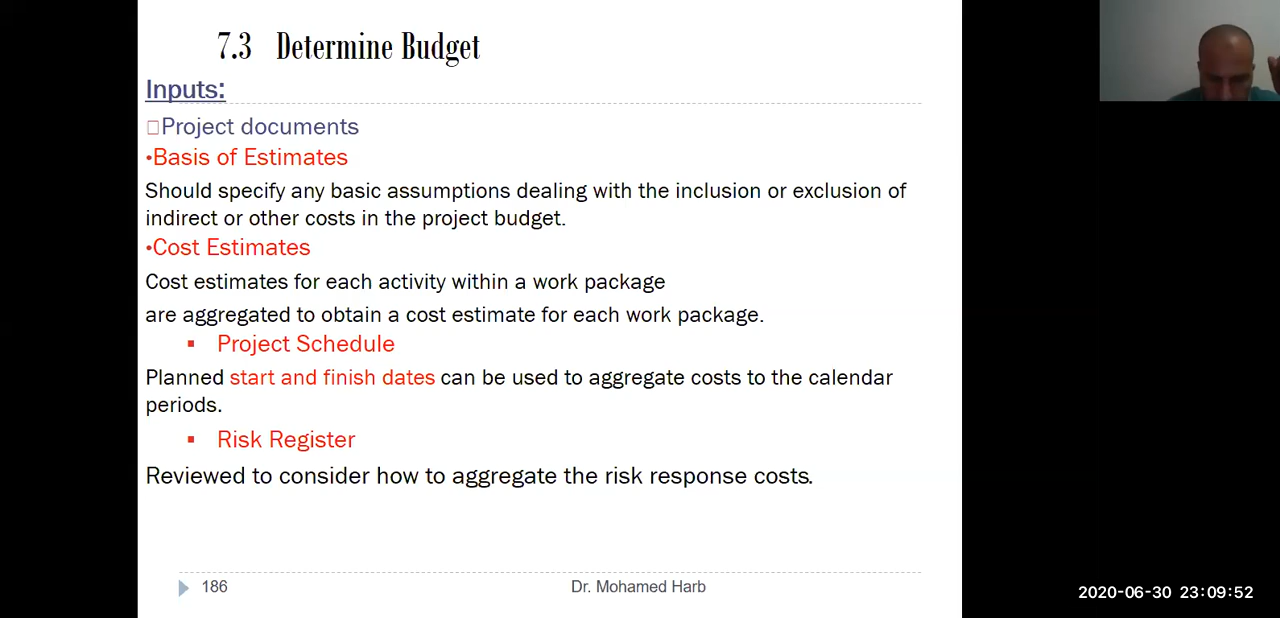 7.3 Determine Budget
Inputs:
Project documents
•Basis of Estimates
Should specify any basic assumptions dealing with the inclusion or exclusion of
indirect or other costs in the project budget.
•Cost Estimates
Cost estimates for each activity within a work package
are aggregated to obtain a cost estimate for each work package.
▪ Project Schedule
Planned start and finish dates can be used to aggregate costs to the calendar
periods.
▪ Risk Register
Reviewed to consider how to aggregate the risk response costs.
186
Dr. Mohamed Harb
2020-06-30 23:09:52